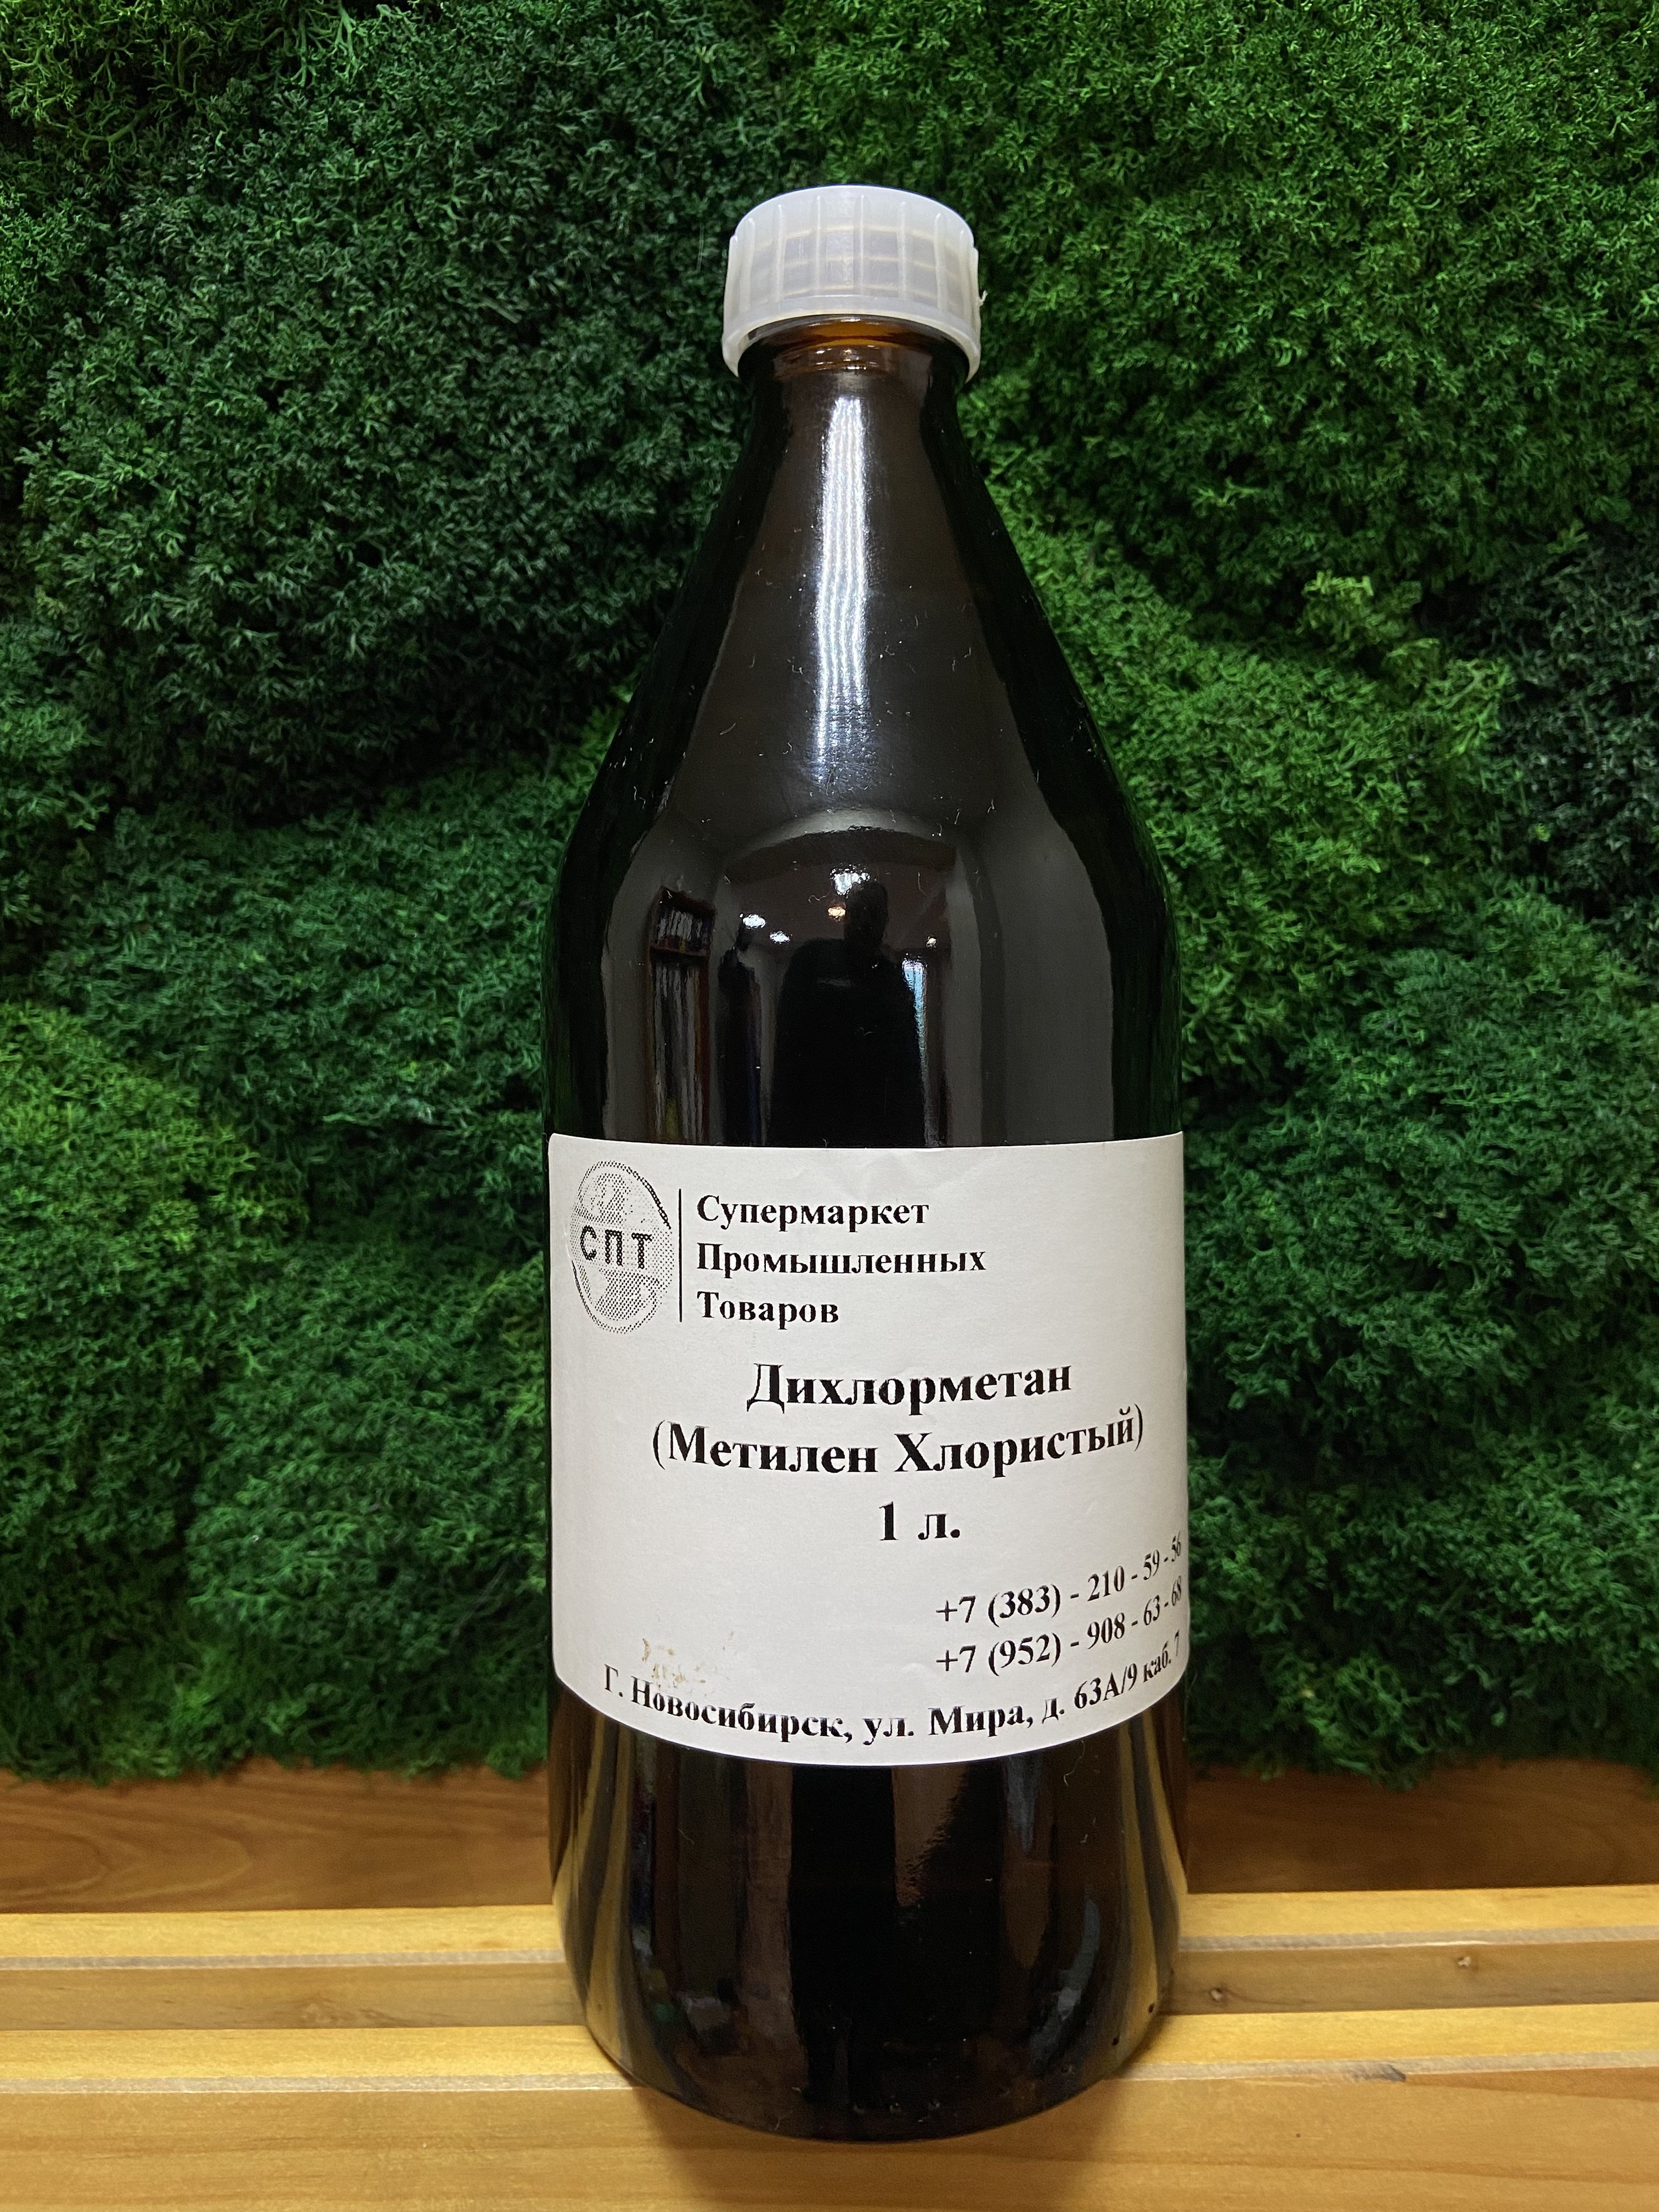 СПТ
Супермаркет
Промышленных
Товаров
Дихлорметан
(Метилен Хлористый)
1 л.
+7 (383) - 210 - 59 - 56
+7 (952) - 908 - 63 - 68
Г. Новосибирск, ул. Мира, д. 63А/9 каб. 7